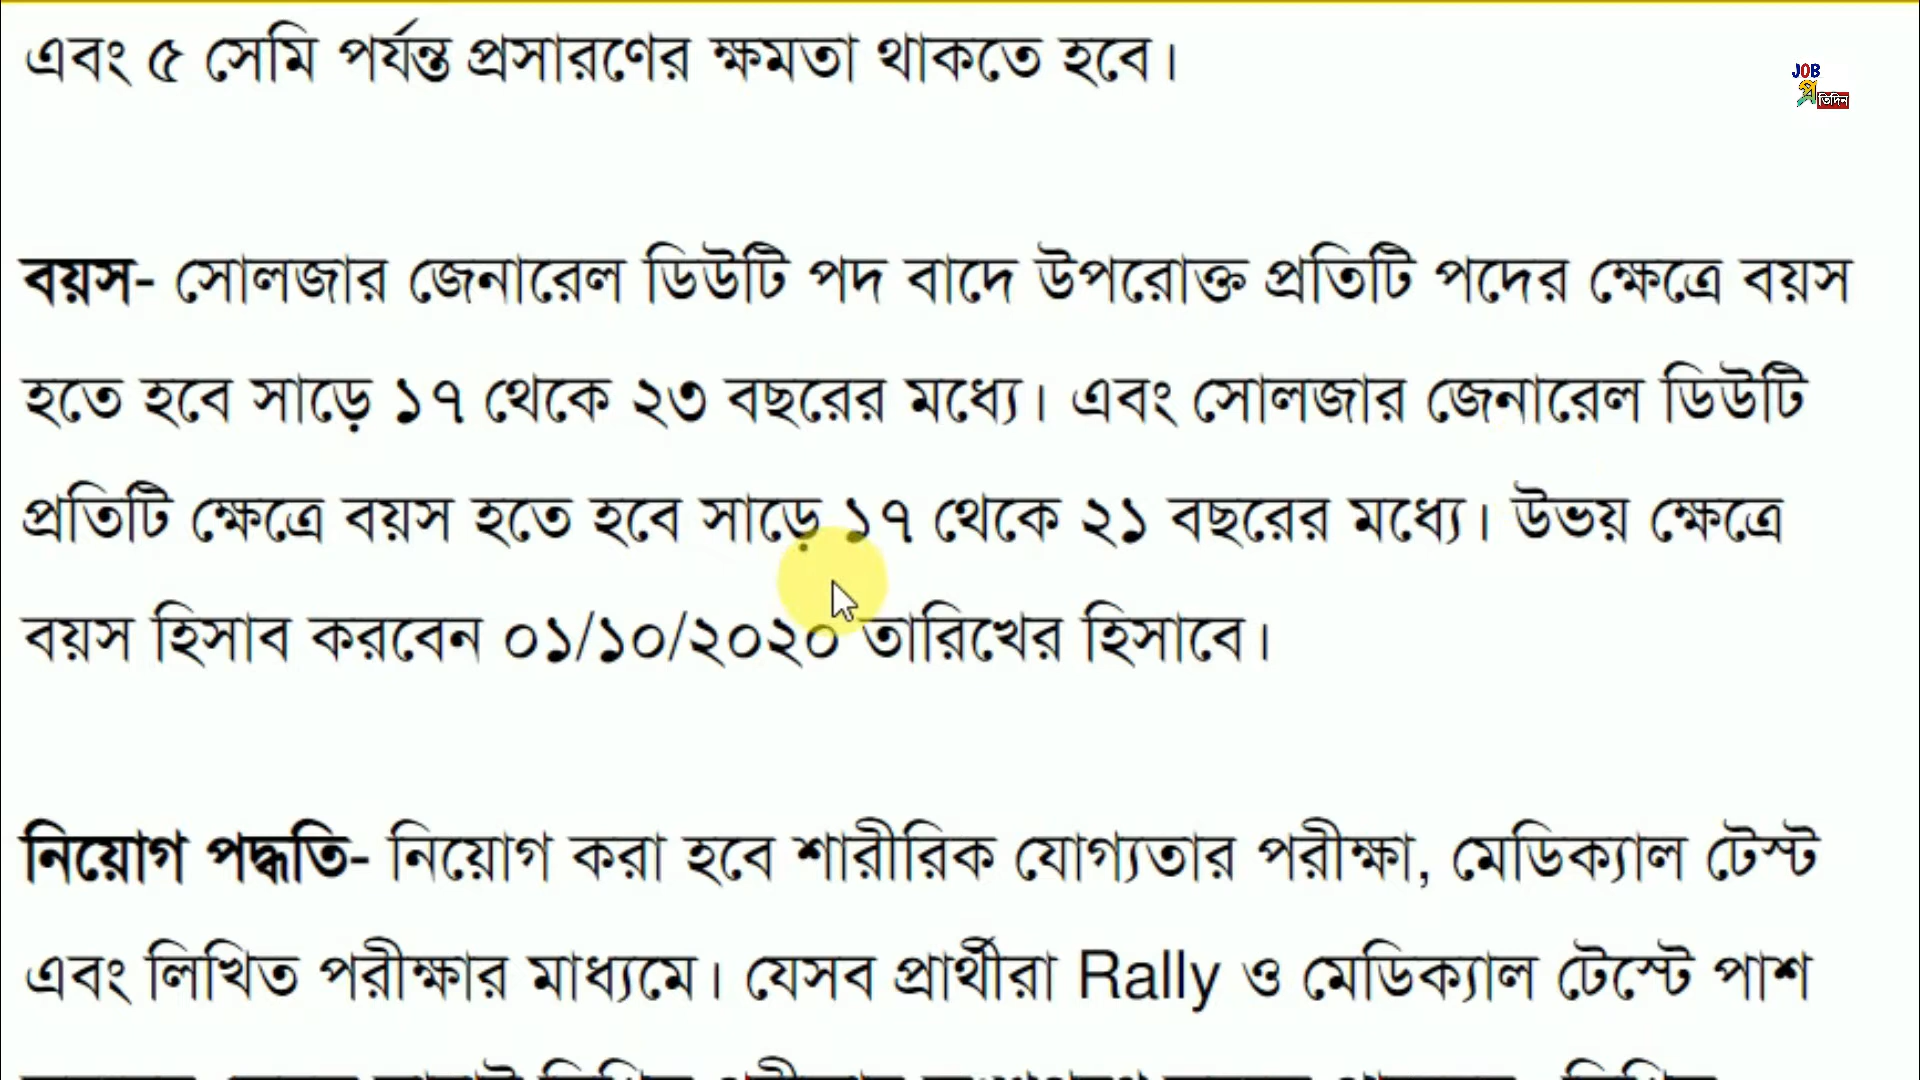 এবং ৫ সেমি পর্যন্ত প্রসারণের ক্ষমতা থাকতে হবে।
JOB
প্রতিদিন
বয়স- সোলজার জেনারেল ডিউটি পদ বাদে উপরোক্ত প্রতিটি পদের ক্ষেত্রে বয়স
হতে হবে সাড়ে ১৭ থেকে ২৩ বছরের মধ্যে। এবং সোলজার জেনারেল ডিউটি
প্রতিটি ক্ষেত্রে বয়স হতে হবে সাড়ে ১৭ থেকে ২১ বছরের মধ্যে। উভয় ক্ষেত্রে
বয়স হিসাব করবেন ০১/১০/২০২০ তারিখের হিসাবে।
নিয়োগ পদ্ধতি- নিয়োগ করা হবে শারীরিক যোগ্যতার পরীক্ষা, মেডিক্যাল টেস্ট
এবং লিখিত পরীক্ষার মাধ্যমে। যেসব প্রার্থীরা Rally ও মেডিক্যাল টেস্টে পাশ